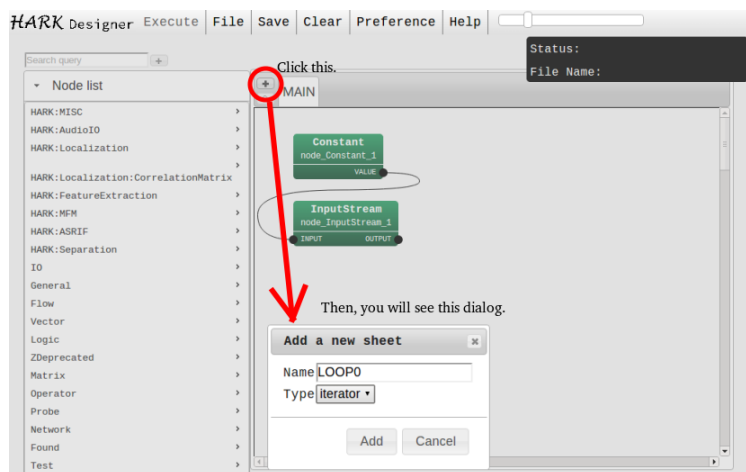 HARK Designer Execute File Save Clear Preference Help
Status:
File Name:
Search query +
Click this.
Node list
+ MAIN
HARK:MISC
HARK:AudioIO
HARK:Localization
HARK:Localization:CorrelationMatrix
HARK:FeatureExtraction
HARK:MFM
HARK:ASRIF
HARK:Separation
IO
General
Flow
Vector
Logic
ZDeprecated
Matrix
Operator
Probe
Network
Found
Test
Constant
node_Constant_1
VALUE
InputStream
node_InputStream_1
INPUT OUTPUT
Then, you will see this dialog.
Add a new sheet
Name LOOP0
Type iterator
Add Cancel